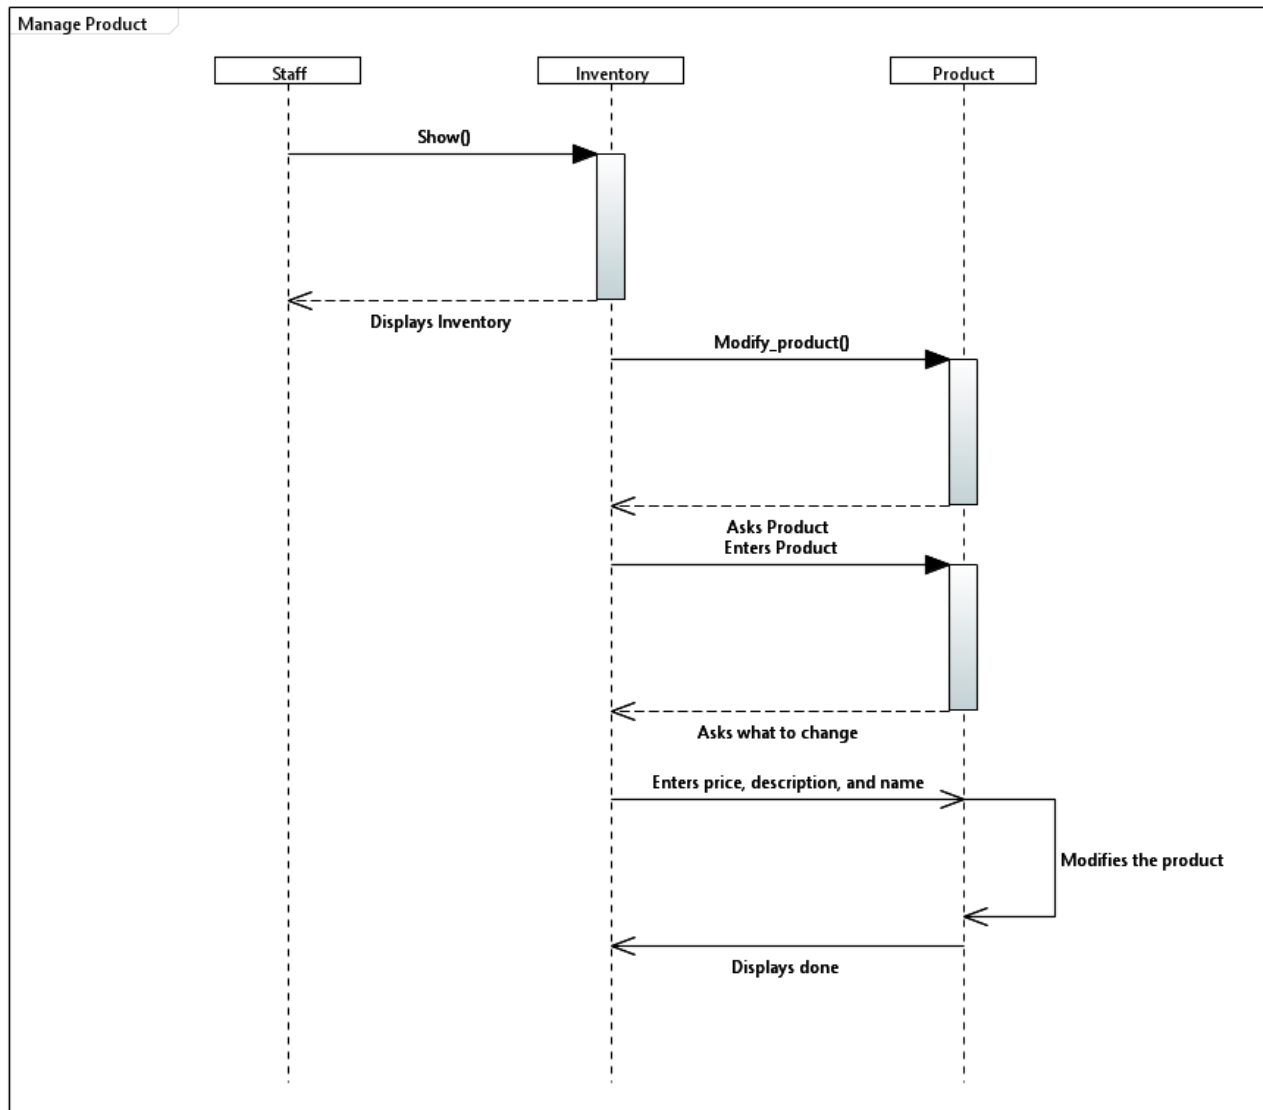 Manage Product
Staff
Inventory
Product
Show()
Displays Inventory
Modify_product()
Asks Product
Enters Product
Asks what to change
Enters price, description, and name
Modifies the product
Displays done